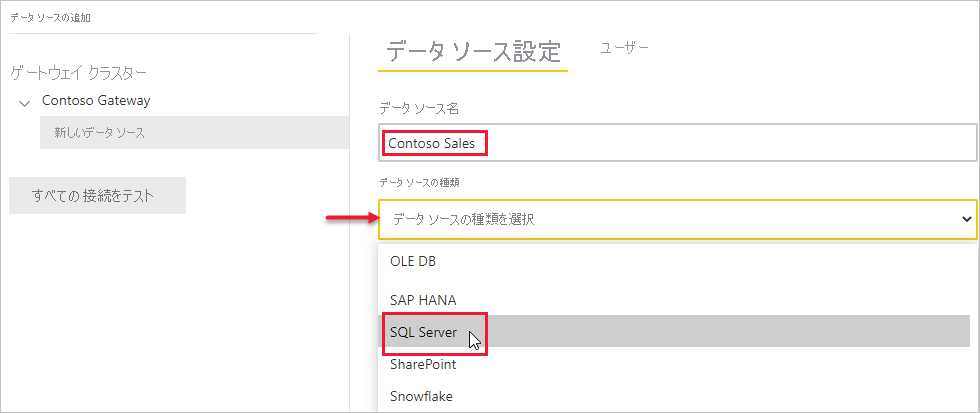 データ ソースの追加
ゲートウェイ クラスター
Contoso Gateway
新しいデータ ソース
すべての 接続をテスト
データ ソース設定 ユーザー
データ ソース名
Contoso Sales
データ ソースの種類
データ ソースの種類を選択
OLE DB
SAP HANA
SQL Server
SharePoint
Snowflake